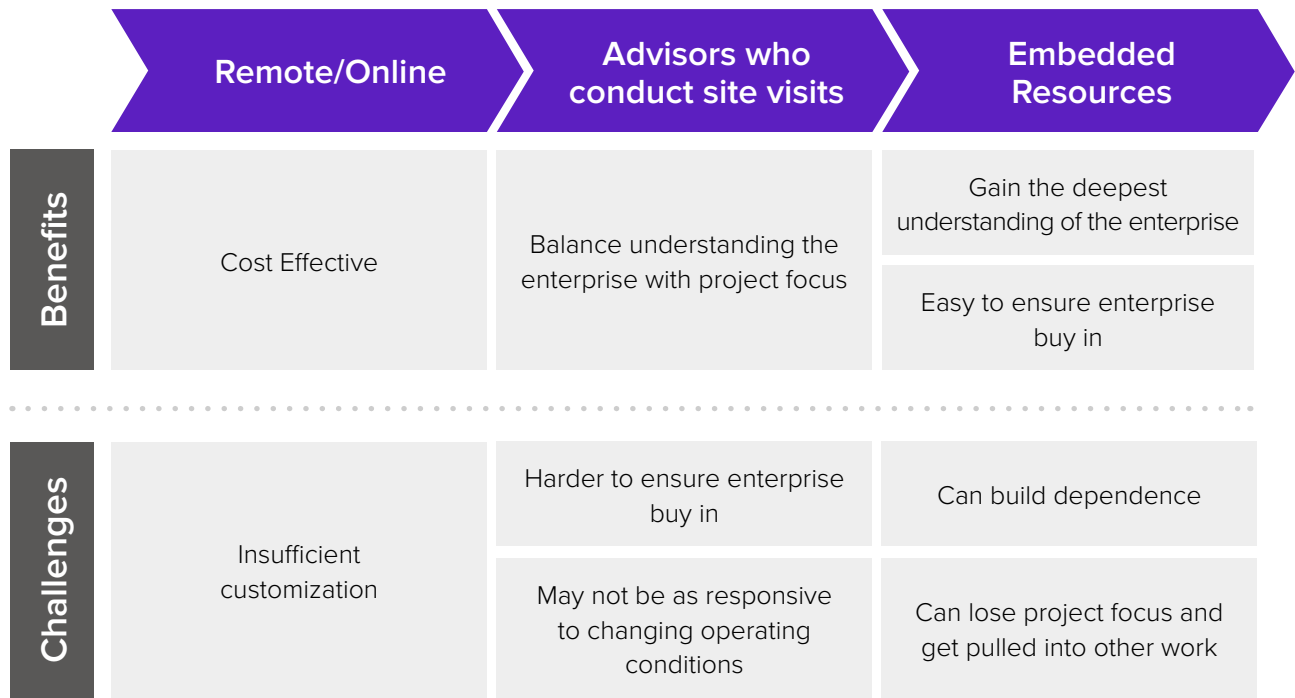 Remote/Online
Advisors who
conduct site visits
Embedded
Resources
Benefits
Cost Effective
Balance understanding the
enterprise with project focus
Gain the deepest
understanding of the enterprise
Easy to ensure enterprise
buy in
Challenges
Insufficient
customization
Harder to ensure enterprise
buy in
May not be as responsive
to changing operating
conditions
Can build dependence
Can lose project focus and
get pulled into other work